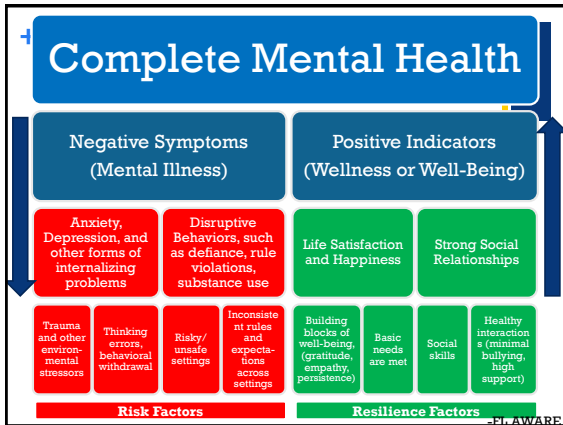 +
Complete Mental Health
Negative Symptoms
(Mental Illness)
Positive Indicators
(Wellness or Well-Being)
Anxiety,
Depression, and
other forms of
internalizing
problems
Disruptive
Behaviors, such
as defiance, rule
violations,
substance use
Life Satisfaction
and Happiness
Strong Social
Relationships
Trauma
and other
environ-
mental
stressors
Thinking
errors,
behavioral
withdrawal
Risky/
unsafe
settings
Inconsiste
nt rules
and
expecta-
tions
across
settings
Building
blocks of
well-being,
(gratitude,
empathy,
persistence)
Basic
needs
are met
Social
skills
Healthy
interaction
s (minimal
bullying,
high
support)
Risk Factors
Resilience Factors
-FL AWARE